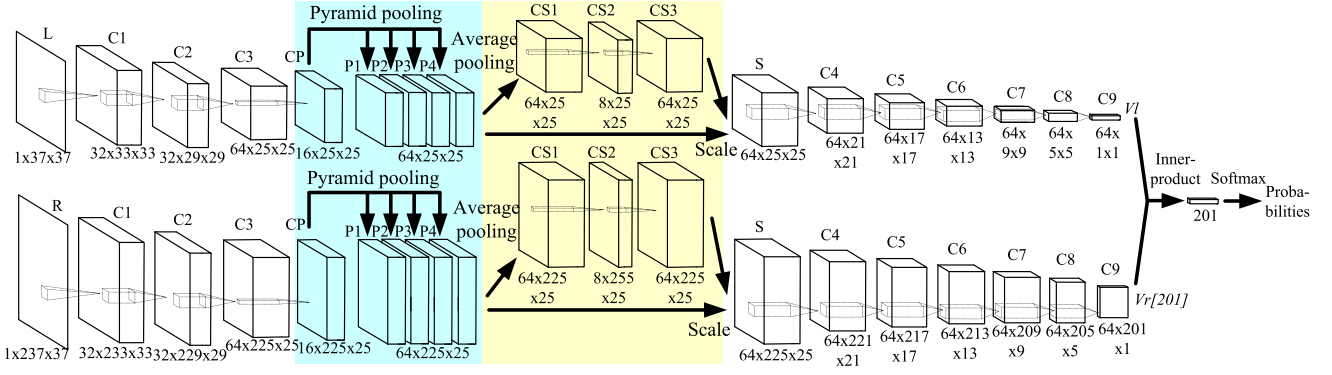 Pyramid pooling
L
C1
C2
C3
CP
P1
P2
P3
P4
Average
pooling
CS1
CS2
CS3
S
C4
C5
C6
C7
C8
C9
Vl
1x37x37
32x33x33
32x29x29
64x25x25
16x25x25
64x25x25
64x25
x25
8x25
x25
64x25
x25
Scale
64x25x25
64x21
x21
64x17
x17
64x13
x13
64x
9x9
64x
5x5
64x
1x1
Inner-
product
201
Softmax
Proba-
bilities
Pyramid pooling
R
C1
C2
C3
CP
P1
P2
P3
P4
Average
pooling
CS1
CS2
CS3
S
C4
C5
C6
C7
C8
C9
Vr[201]
1x237x37
32x233x33
32x229x29
64x225x25
16x225x25
64x225x25
64x225
x25
8x255
x25
64x225
x25
Scale
64x225x25
64x221
x21
64x217
x17
64x213
x13
64x209
x9
64x205
x5
64x201
x1